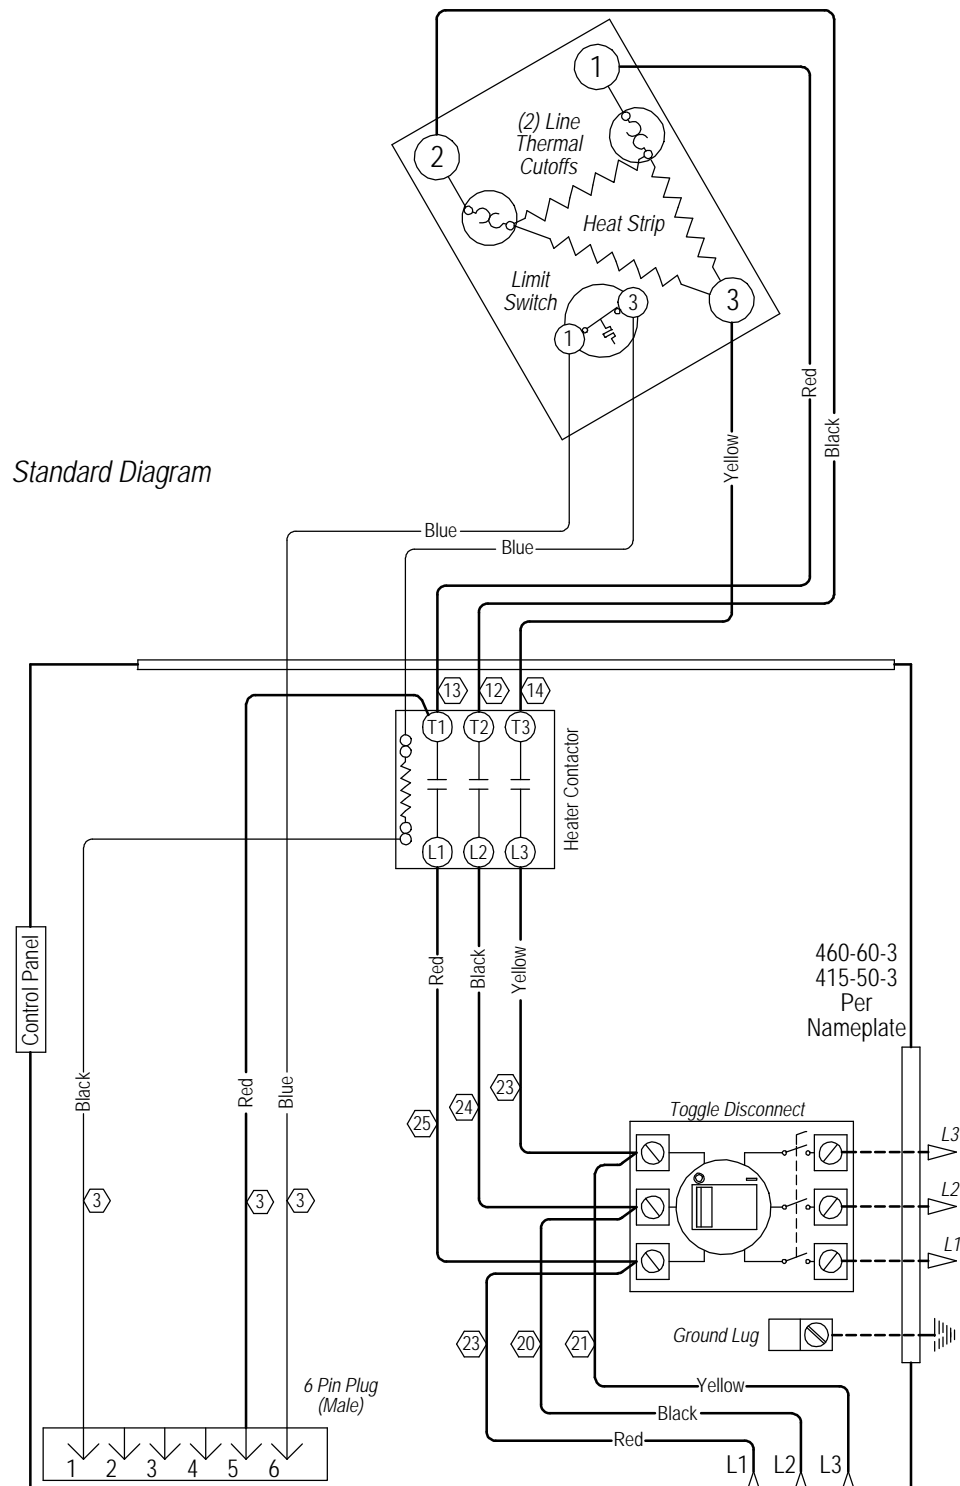 1
(2) Line
Thermal
Cutoffs
2
Heat Strip
Limit
Switch
3
3
1
Red
Black
Yellow
Standard Diagram
Blue
Blue
13
12
14
T1
T2
T3
Heater Contactor
L1
L2
L3
Control Panel
Red
Black
Yellow
460-60-3
415-50-3
Per
Nameplate
Black
Red
Blue
23
24
25
Toggle Disconnect
L3
L2
L1
3
3
3
Ground Lug
23
20
21
6 Pin Plug
(Male)
Yellow
Black
Red
1 2 3 4 5 6
L1 L2 L3